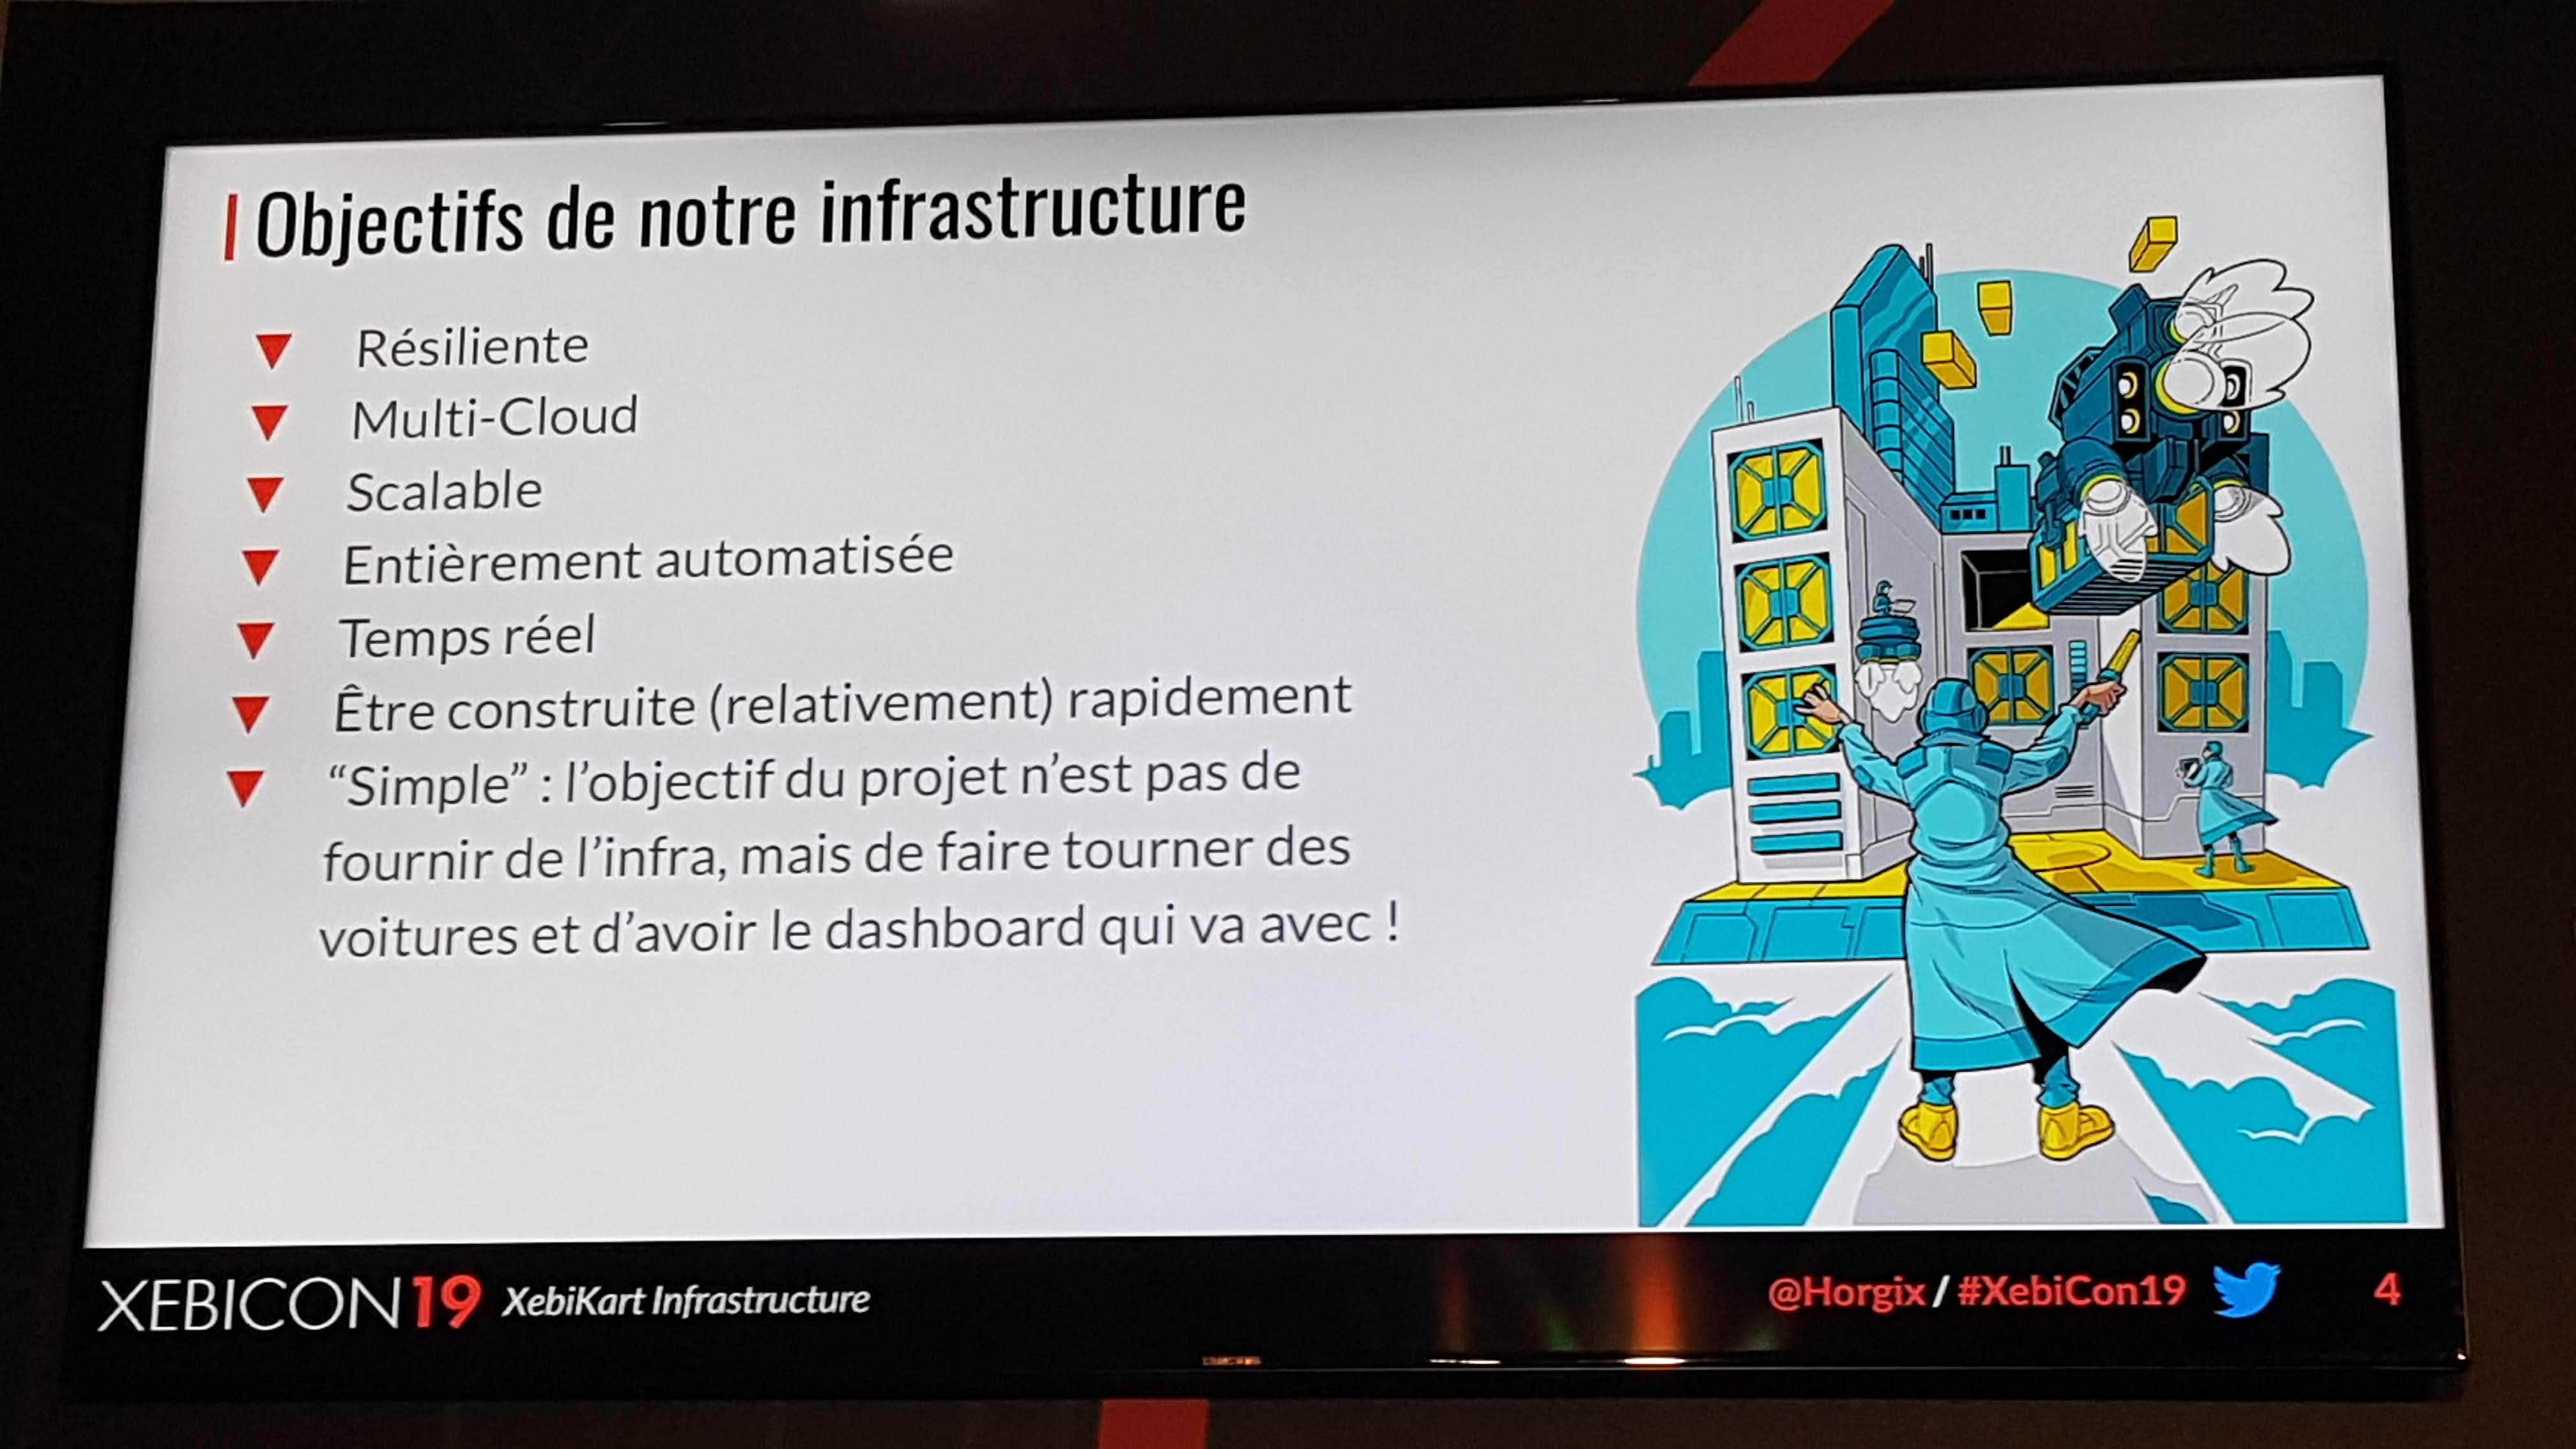 Objectifs de notre infrastructure
Résiliente
Multi-Cloud
Scalable
Entièrement automatisée
Temps réel
Être construite (relativement) rapidement
“Simple” : l’objectif du projet n’est pas de
fournir de l’infra, mais de faire tourner des
voitures et d’avoir le dashboard qui va avec !
XEBICON19 XebiKart Infrastructure
@Horgix / #XebiCon19 4